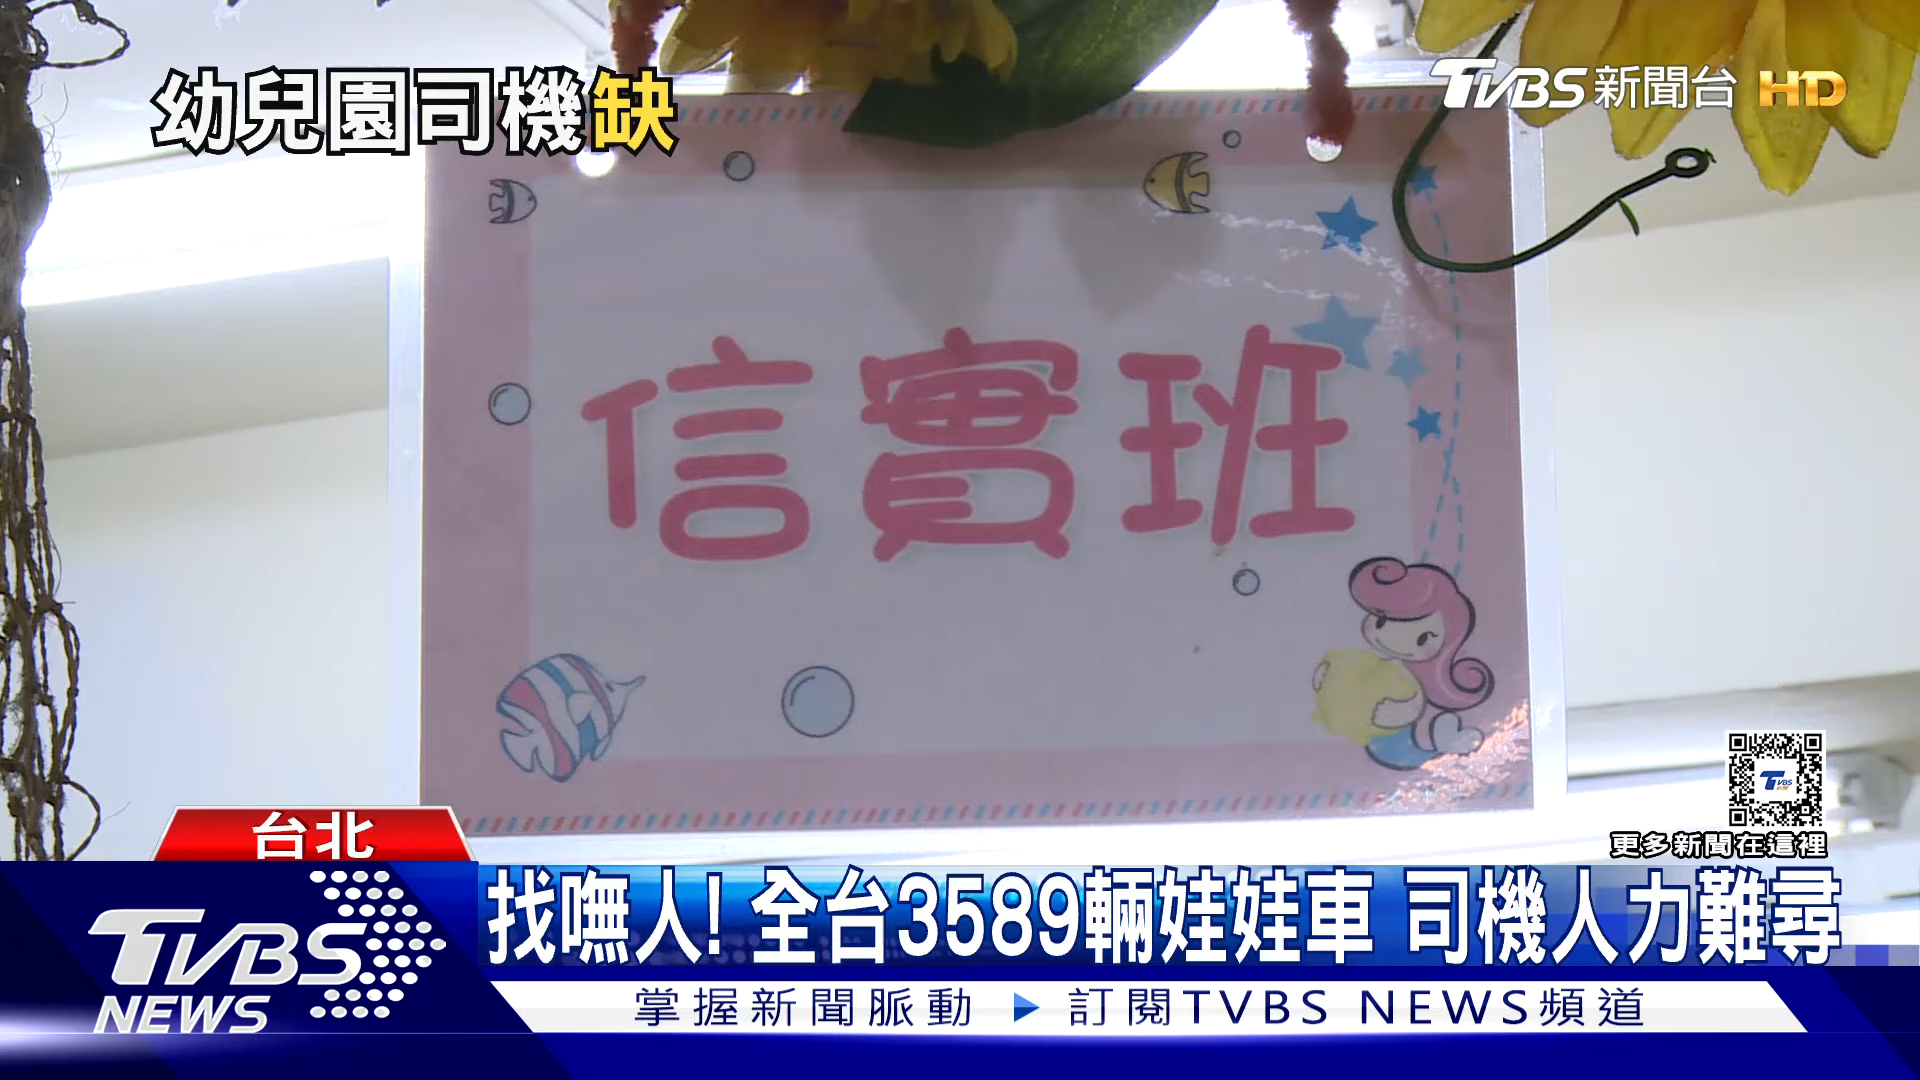 幼兒園司機缺
TVBS新聞台 HD
信實班
TVBS
新聞
更多新聞在這裡
台北
找嘸人! 全台3589輛娃娃車 司機人力難尋
TVBS
NEWS
掌握新聞脈動 ▶ 訂閱TVBS NEWS頻道